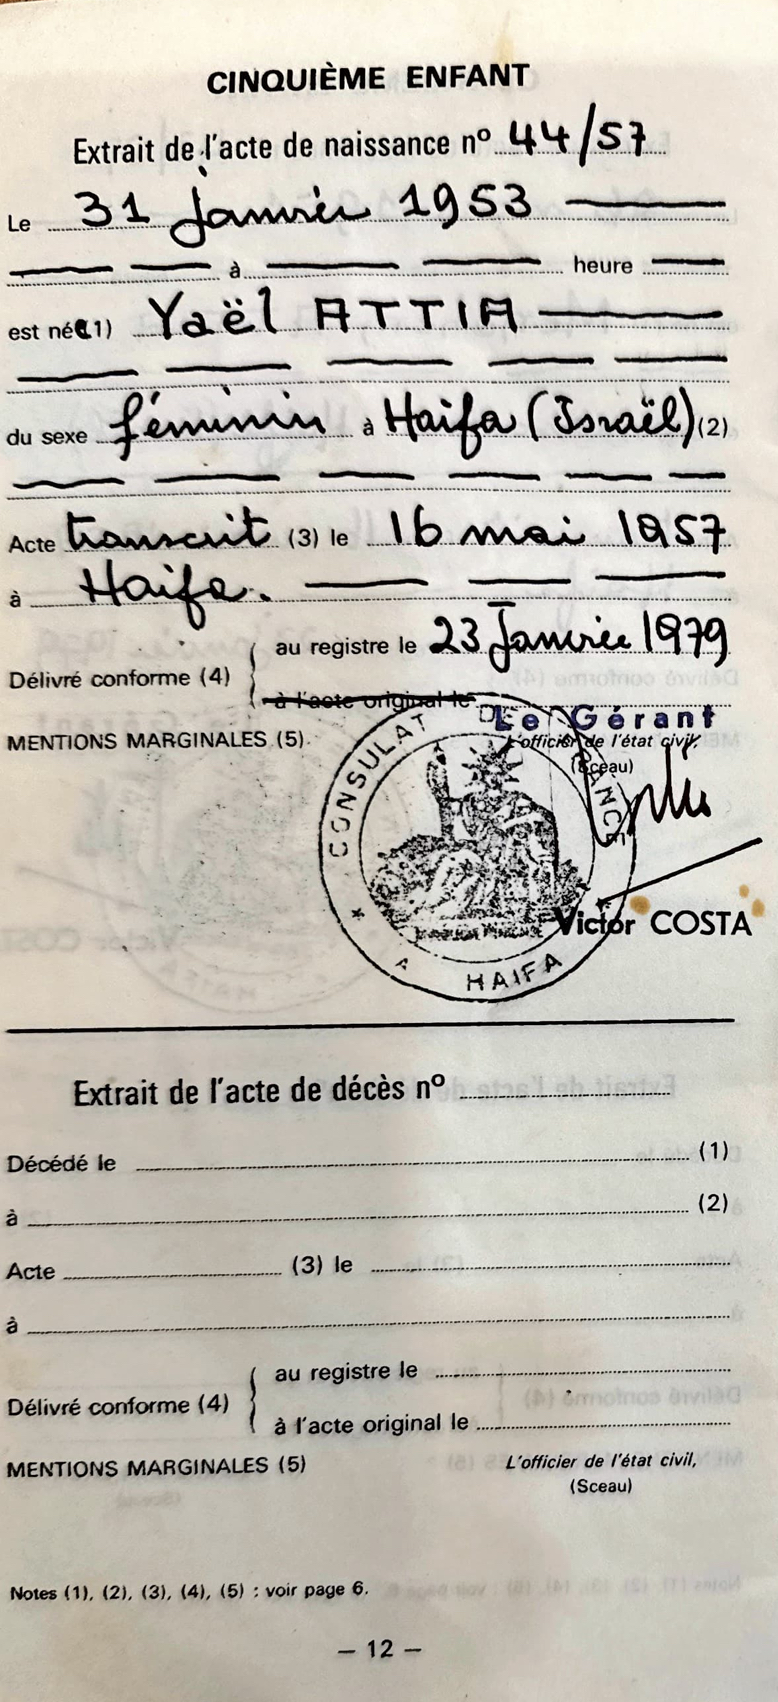 CINQUIÈME ENFANT
Extrait de l'acte de naissance nº 44/57
Le 31 Janvier 1953
à heure
est née (1) Yaël ATTIA
du sexe féminin à Haifa (Israël) (2)
Acte transcrit (3) le 16 mai 1957
à Haifa.
au registre le 23 Janvier 1979
Délivré conforme (4)
à l'acte original le
Le Gérant
MENTIONS MARGINALES (5)
L'officier de l'état civil,
(Sceau)
CONSULAT DE FRANCE
A HAIFA
Victor COSTA
Extrait de l'acte de décès nº
Décédé le (1)
à (2)
Acte (3) le
à
au registre le
Délivré conforme (4)
à l'acte original le
MENTIONS MARGINALES (5)
L'officier de l'état civil,
(Sceau)
Notes (1), (2), (3), (4), (5) : voir page 6.
— 12 —